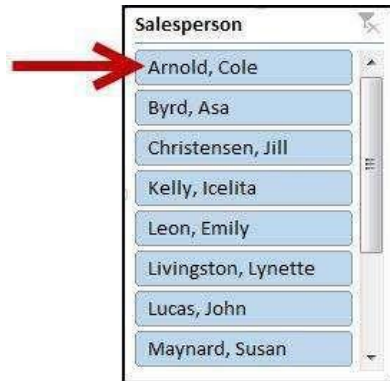 Salesperson
Arnold, Cole
Byrd, Asa
Christensen, Jill
Kelly, Icelita
Leon, Emily
Livingston, Lynette
Lucas, John
Maynard, Susan